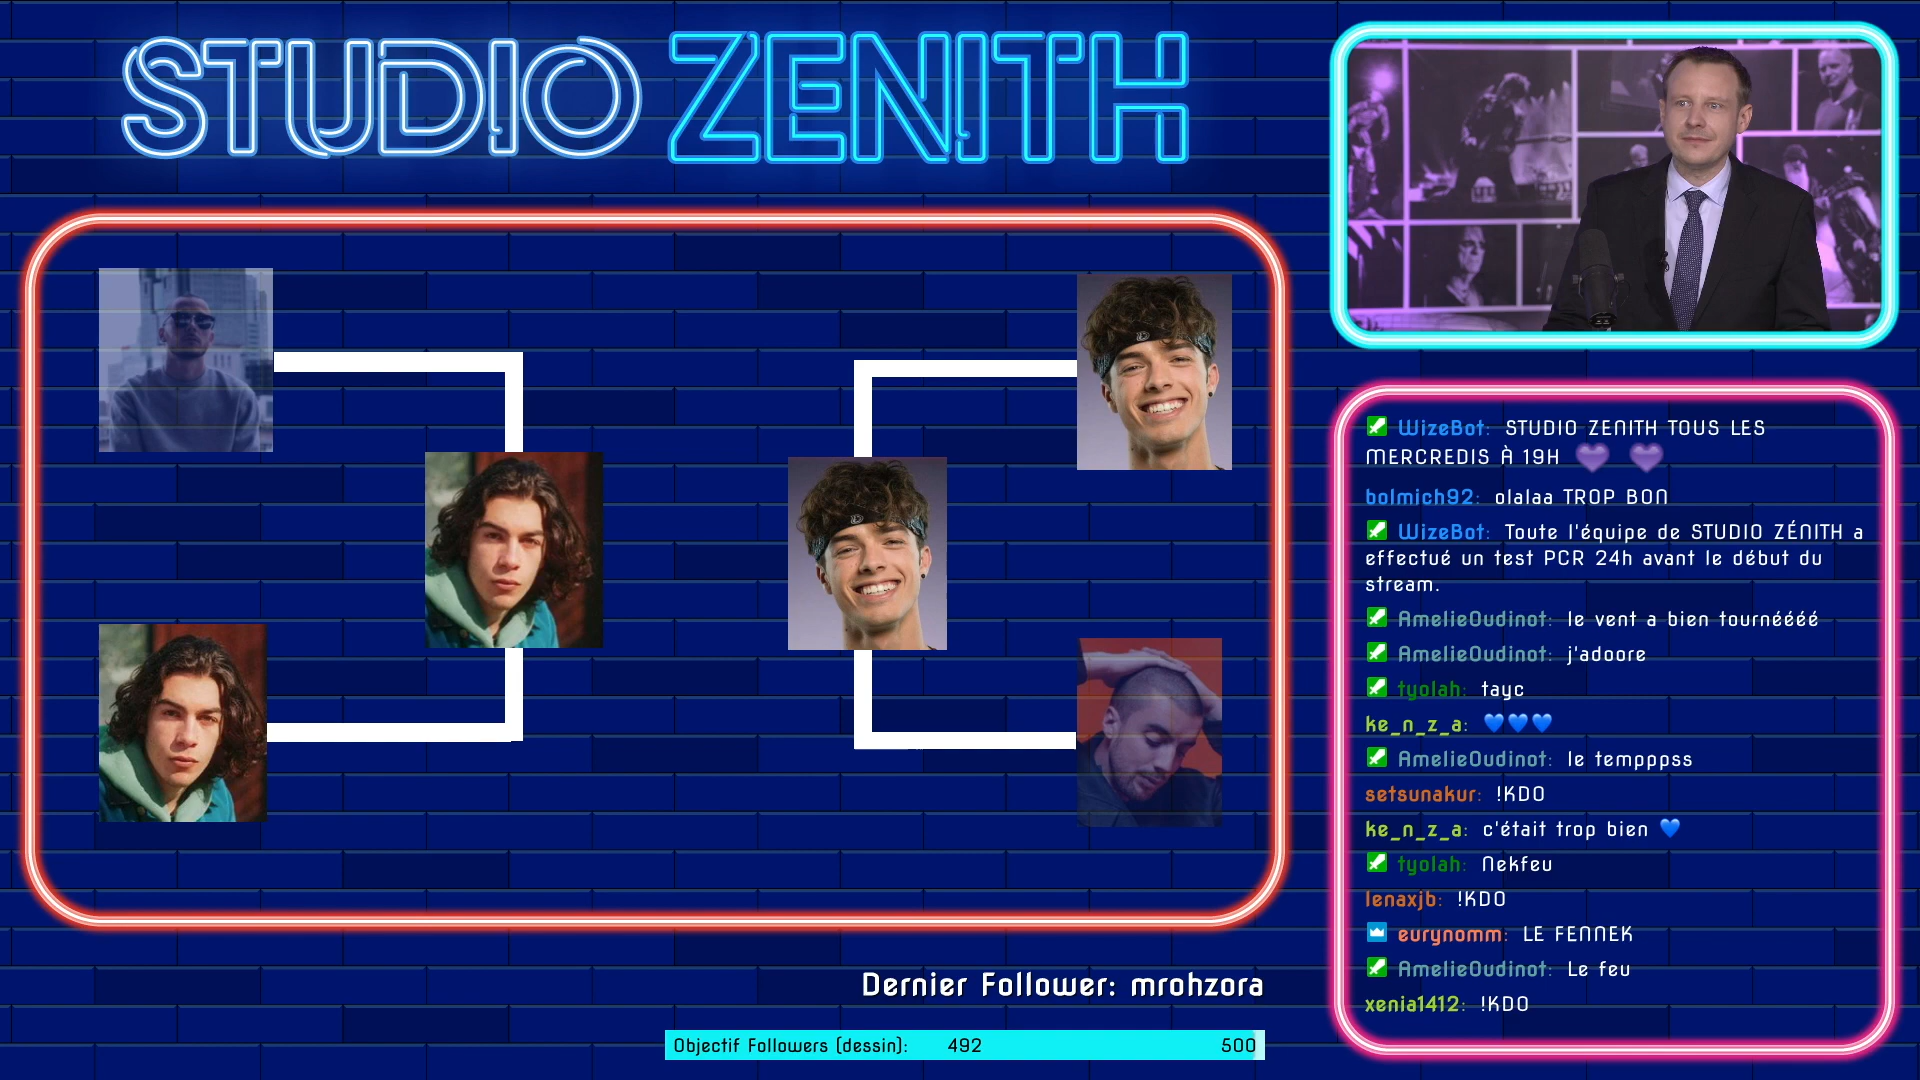 STUDIO ZENITH
WizeBot: STUDIO ZENITH TOUS LES
MERCREDIS À 19H
bolmich92: olalaa TROP BON
WizeBot: Toute l'équipe de STUDIO ZÉNITH a
effectué un test PCR 24h avant le début du
stream.
AmelieOudinot: le vent a bien tournéééé
AmelieOudinot: j'adoore
tyolah: tayc
ke_n_z_a: 💙💙💙
AmelieOudinot: le tempppss
setsunakur: !KDO
ke_n_z_a: c'était trop bien 💙
tyolah: Nekfeu
lenaxjb: !KDO
eurynomm: LE FENNEK
AmelieOudinot: Le feu
xenia1412: !KDO
Dernier Follower: mrohzora
Objectif Followers (dessin): 492 500